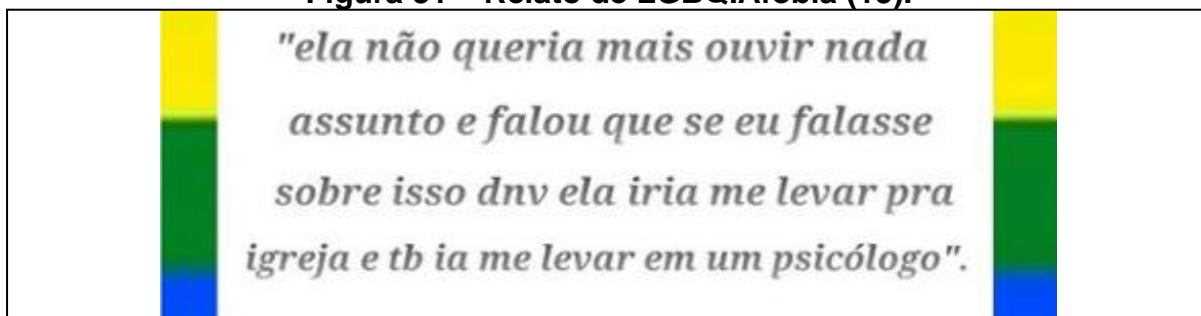 "ela não queria mais ouvir nada
assunto e falou que se eu falasse
sobre isso dnv ela iria me levar pra
igreja e tb ia me levar em um psicólogo".